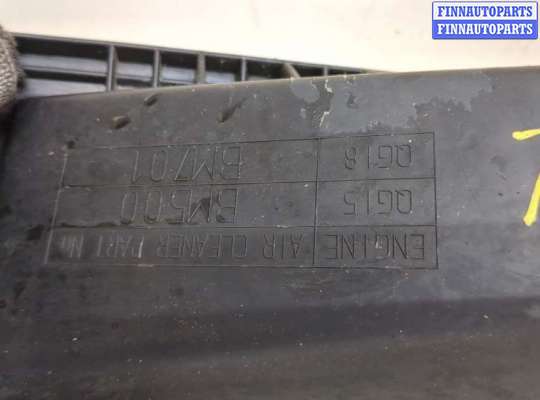 FINNAUTOPARTS
FINNAUTOPARTS
ENGINE AIR CLEANER PART No
QG15 BM500
QG18 BM701